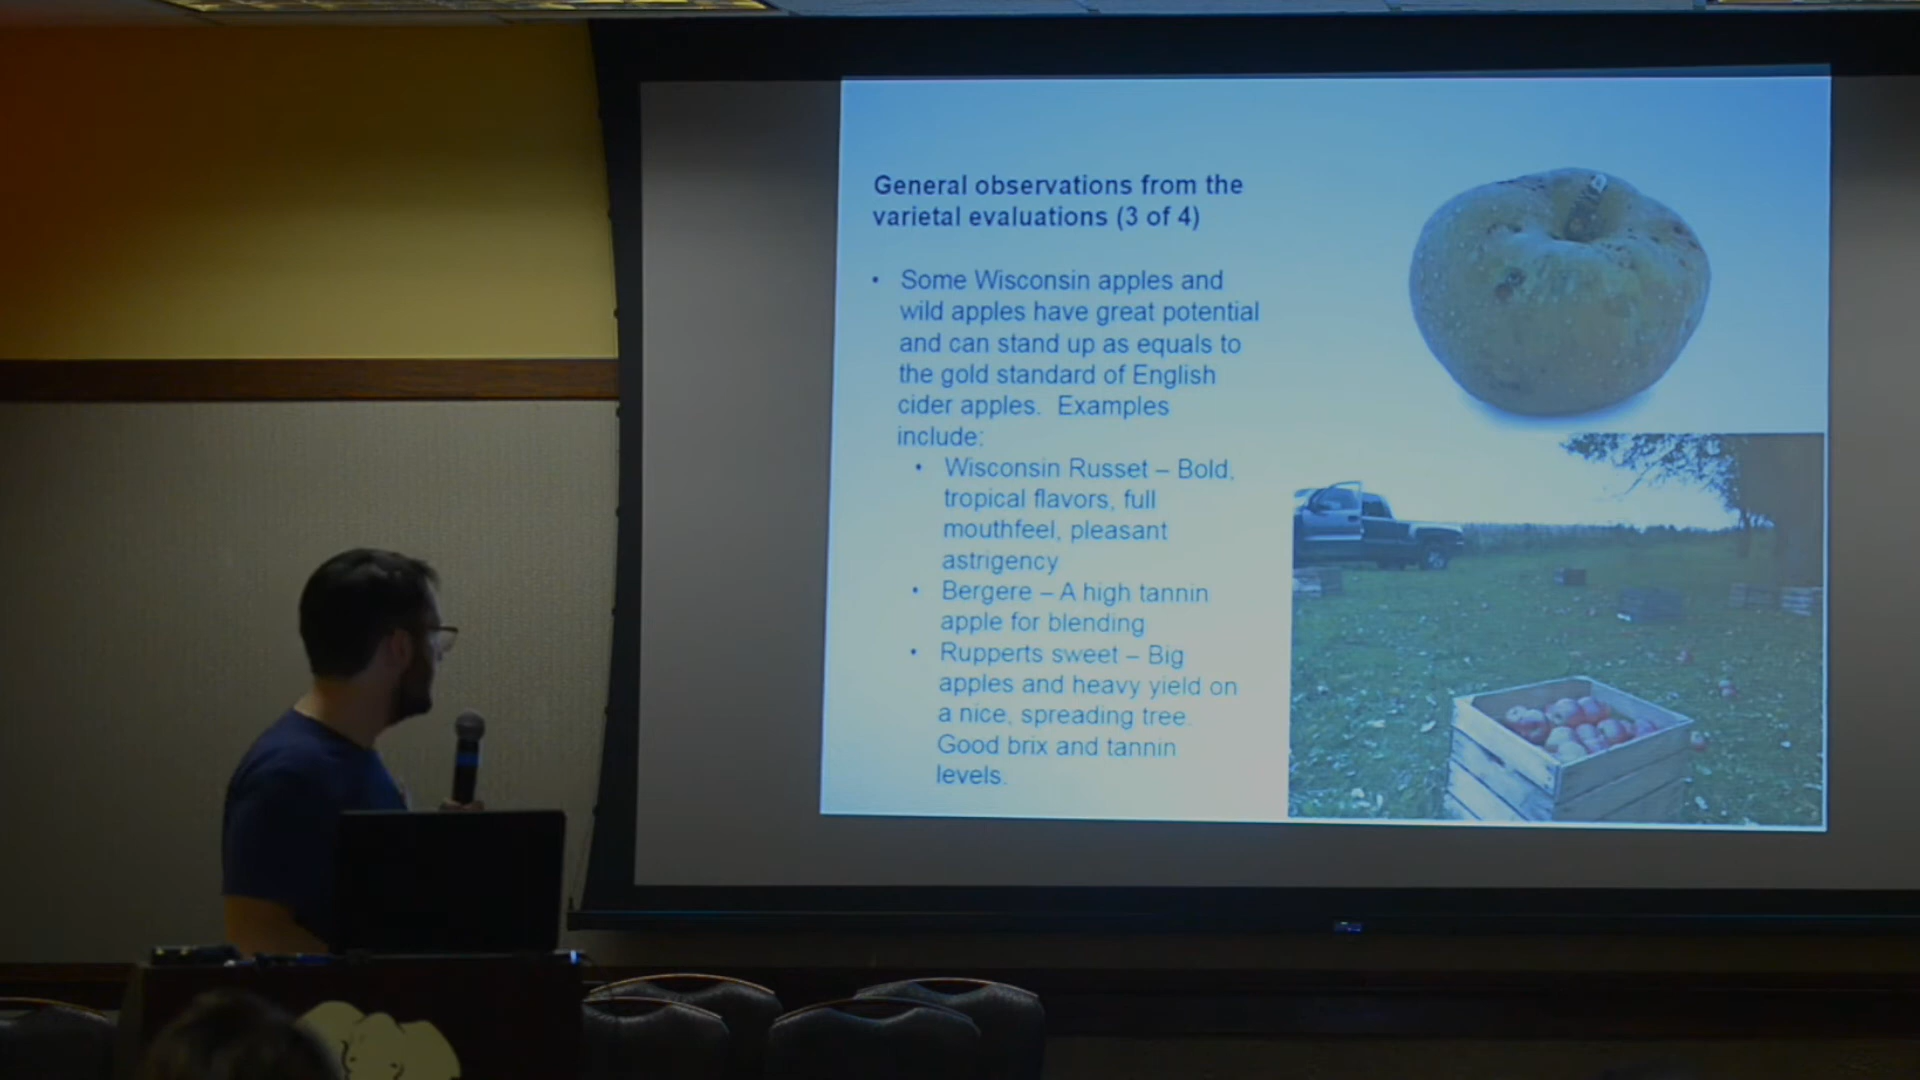 General observations from the
varietal evaluations (3 of 4)
• Some Wisconsin apples and
wild apples have great potential
and can stand up as equals to
the gold standard of English
cider apples. Examples
include:
• Wisconsin Russet – Bold,
tropical flavors, full
mouthfeel, pleasant
astrigency
• Bergere – A high tannin
apple for blending
• Rupperts sweet – Big
apples and heavy yield on
a nice, spreading tree.
Good brix and tannin
levels.